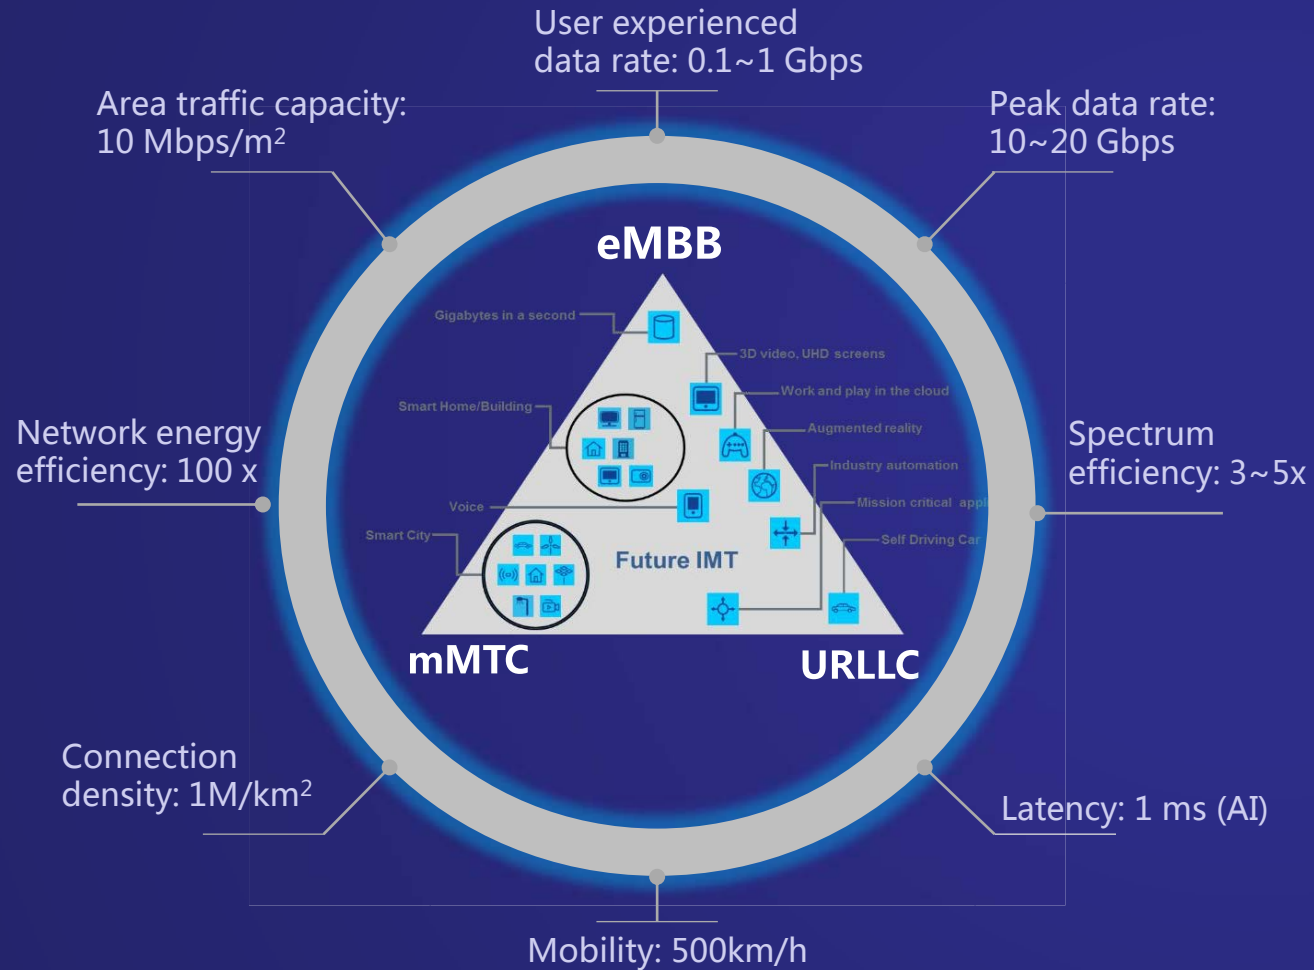 User experienced
data rate: 0.1~1 Gbps
Area traffic capacity:
10 Mbps/m²
Peak data rate:
10~20 Gbps
eMBB
Gigabytes in a second
3D video, UHD screens
Work and play in the cloud
Smart Home/Building
Augmented reality
Network energy
efficiency: 100 x
Spectrum
efficiency: 3~5x
Industry automation
Voice
Mission critical appl
Smart City
Self Driving Car
Future IMT
mMTC
URLLC
Connection
density: 1M/km²
Latency: 1 ms (AI)
Mobility: 500km/h